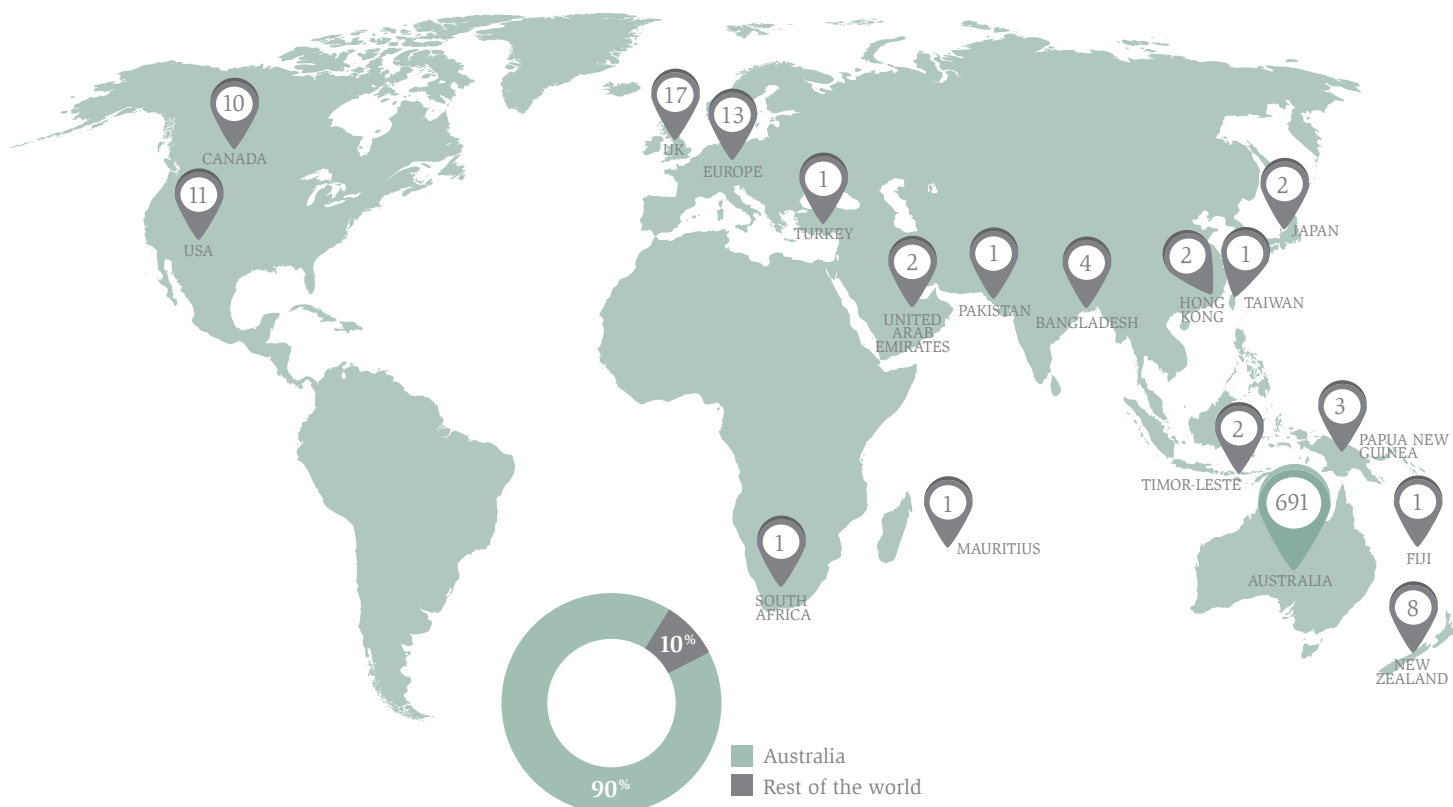 10
CANADA
11
USA
17
UK
13
EUROPE
1
TURKEY
2
UNITED
ARAB
EMIRATES
1
PAKISTAN
4
BANGLADESH
2
HONG
KONG
1
TAIWAN
2
JAPAN
3
PAPUA NEW
GUINEA
2
TIMOR-LESTE
691
AUSTRALIA
1
FIJI
8
NEW
ZEALAND
1
MAURITIUS
1
SOUTH
AFRICA
10%
90%
Australia
Rest of the world